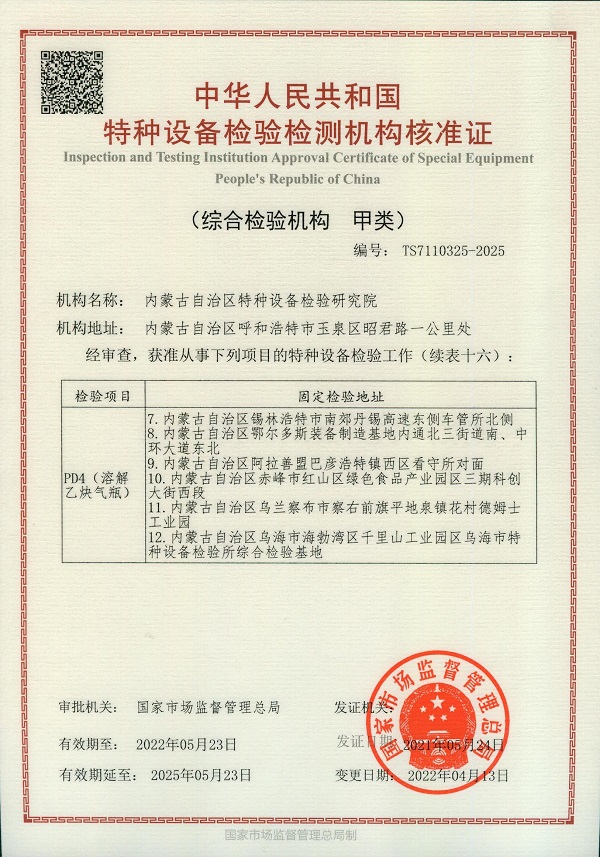 中华人民共和国
特种设备检验检测机构核准证
Inspection and Testing Institution Approval Certificate of Special Equipment
People's Republic of China
（综合检验机构　甲类）
编号： TS7110325-2025
机构名称： 内蒙古自治区特种设备检验研究院
机构地址： 内蒙古自治区呼和浩特市玉泉区昭君路一公里处
经审查，获准从事下列项目的特种设备检验工作（续表十六）：
检验项目 固定检验地址
PD4（溶解
乙炔气瓶）
7.内蒙古自治区锡林浩特市南郊丹锡高速东侧车管所北侧
8.内蒙古自治区鄂尔多斯装备制造基地内通北三街道南、中
环大道东北
9.内蒙古自治区阿拉善盟巴彦浩特镇西区看守所对面
10.内蒙古自治区赤峰市红山区绿色食品产业园区三期科创
大街西段
11.内蒙古自治区乌兰察布市察右前旗平地泉镇花村德姆士
工业园
12.内蒙古自治区乌海市海勃湾区千里山工业园区乌海市特
种设备检验所综合检验基地
审批机关： 国家市场监督管理总局 发证机关：
有效期至： 2022年05月23日 发证日期 2021年05月24日
有效期延至： 2025年05月23日 变更日期： 2022年04月13日
国家市场监督管理总局
国家市场监督管理总局制